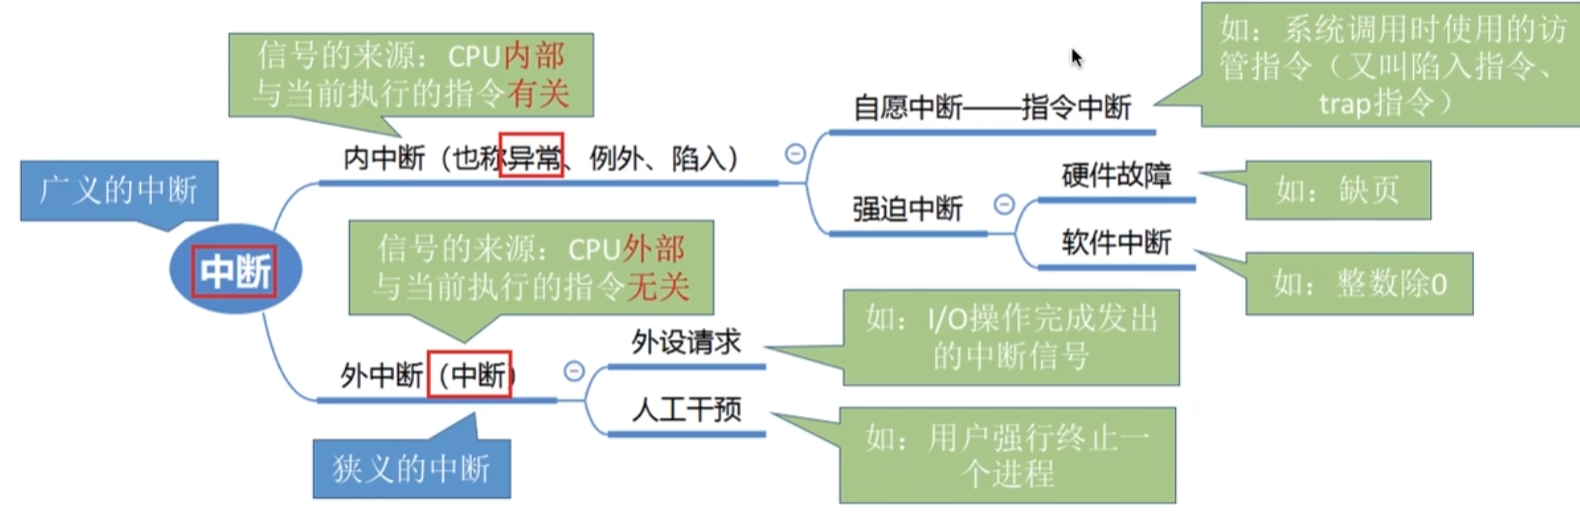 信号的来源：CPU内部
与当前执行的指令有关
如：系统调用时使用的访
管指令（又叫陷入指令、
trap指令）
自愿中断——指令中断
内中断（也称异常、例外、陷入）
广义的中断
硬件故障
如：缺页
强迫中断
软件中断
如：整数除0
中断
信号的来源：CPU外部
与当前执行的指令无关
外设请求
如：I/O操作完成发出
的中断信号
外中断（中断）
人工干预
如：用户强行终止一
个进程
狭义的中断